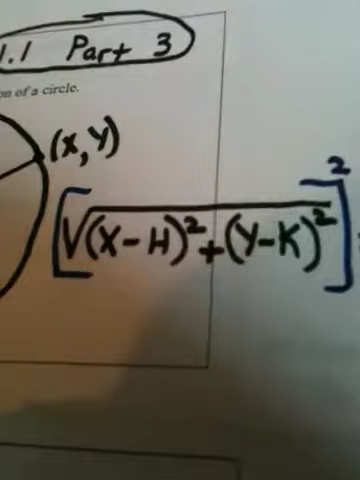 1.1 Part 3
on of a circle.
(X,Y)
[√(X-H)²+(Y-K)²]²